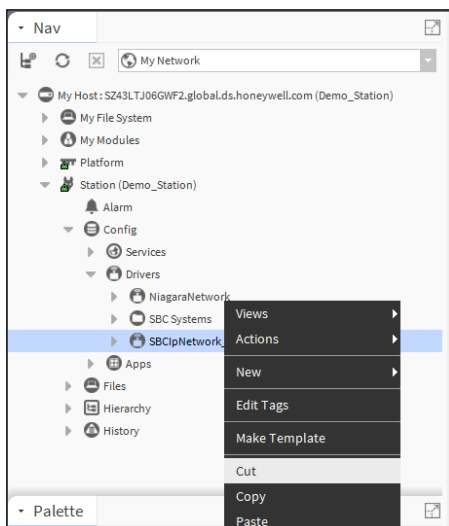 Nav
My Network
My Host : SZ43LTJ06GWF2.global.ds.honeywell.com (Demo_Station)
My File System
My Modules
Platform
Station (Demo_Station)
Alarm
Config
Services
Drivers
NiagaraNetwork
SBC Systems
SBCIpNetwork_
Apps
Files
Hierarchy
History
Views
Actions
New
Edit Tags
Make Template
Cut
Copy
Paste
Palette